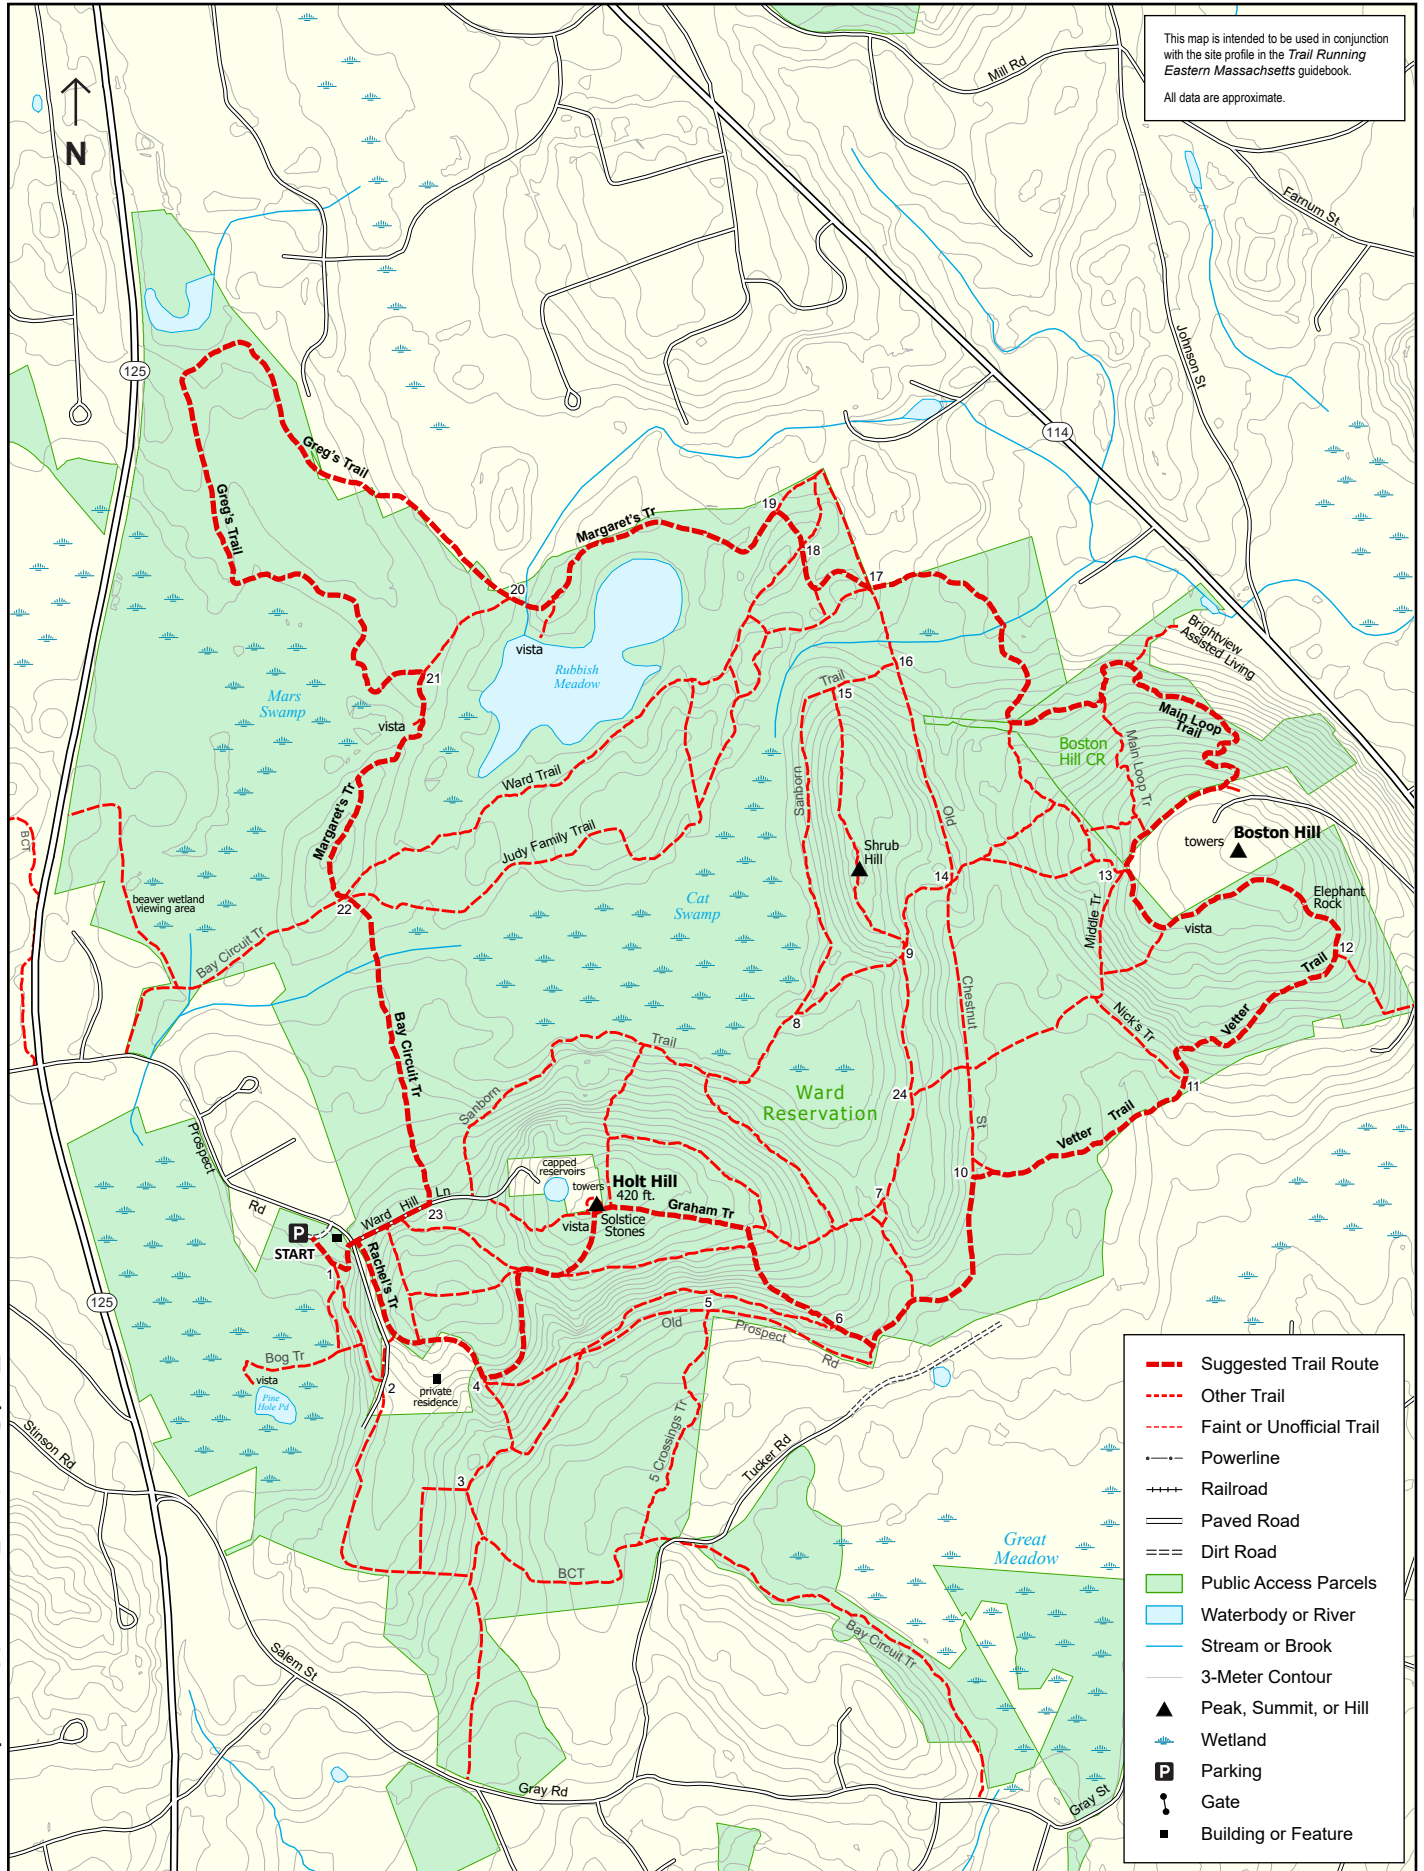 This map is intended to be used in conjunction
with the site profile in the Trail Running
Eastern Massachsetts guidebook.
All data are approximate.
N
Mill Rd
Farnum St
Johnson St
125
114
Greg's Trail
Greg's Trail
Margaret's Tr
19
18
17
20
vista
Rubbish
Meadow
21
Mars
Swamp
vista
16
Trail
15
Brightview
Assisted Living
Main Loop
Trail
Boston
Hill CR
Main Loop Tr
Ward Trail
Sanborn
Old
Margaret's Tr
Judy Family Trail
BCT
Shrub
Hill
towers
Boston Hill
14
13
Elephant
Rock
beaver wetland
viewing area
22
Cat
Swamp
Middle Tr
vista
Bay Circuit Tr
9
12
Trail
Chestnut
8
Nick's Tr
Vetter
Bay Circuit Tr
Trail
Sanborn
Ward
Reservation
24
11
Vetter Trail
St
Prospect
Rd
capped
reservoirs
towers
Holt Hill
420 ft.
10
Ward Hill Ln
23
vista
Solstice
Stones
Graham Tr
7
P
START
1
Rachel's Tr
125
5
Old Prospect Rd
6
Bog Tr
vista
Pine
Hole Pd
2
private
residence
4
5 Crossings Tr
Tucker Rd
Stinson Rd
3
Great
Meadow
BCT
Bay Circuit Tr
Salem St
Gray Rd
Gray St
Suggested Trail Route
Other Trail
Faint or Unofficial Trail
Powerline
Railroad
Paved Road
Dirt Road
Public Access Parcels
Waterbody or River
Stream or Brook
3-Meter Contour
Peak, Summit, or Hill
Wetland
P Parking
Gate
Building or Feature